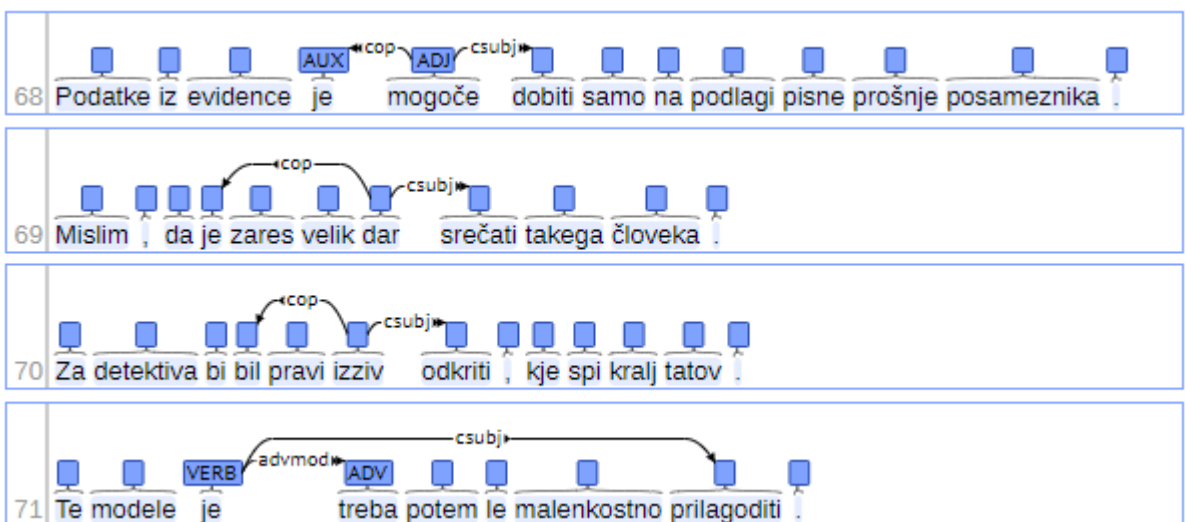 AUX cop ADJ csubj
68 Podatke iz evidence je mogoče dobiti samo na podlagi pisne prošnje posameznika .
cop csubj
69 Mislim , da je zares velik dar srečati takega človeka .
cop csubj
70 Za detektiva bi bil pravi izziv odkriti , kje spi kralj tatov .
csubj
VERB advmod ADV
71 Te modele je treba potem le malenkostno prilagoditi .